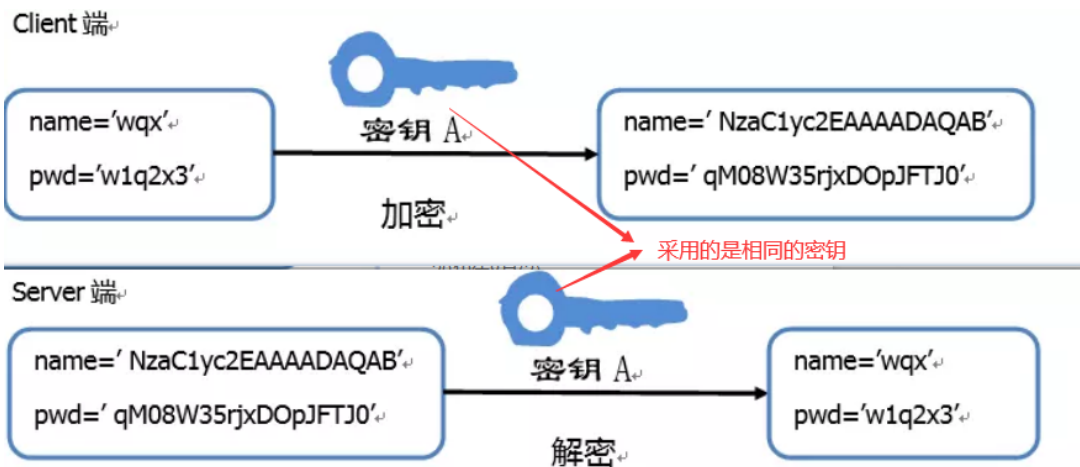 Client 端
name='wqx'
pwd='w1q2x3'
密钥 A
加密
name=' NzaC1yc2EAAAADAQAB'
pwd=' qM08W35rjxDOpJFTJ0'
采用的是相同的密钥
Server 端
name=' NzaC1yc2EAAAADAQAB'
pwd=' qM08W35rjxDOpJFTJ0'
密钥 A
解密
name='wqx'
pwd='w1q2x3'